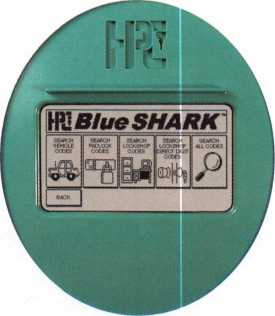 HPC
HPC Blue SHARK™
SEARCH VEHICLE CODES
SEARCH PADLOCK CODES
SEARCH LOCKSHOP CODES
SEARCH LOCKSHOP DIRECT DIGIT CODES
SEARCH ALL CODES
BACK